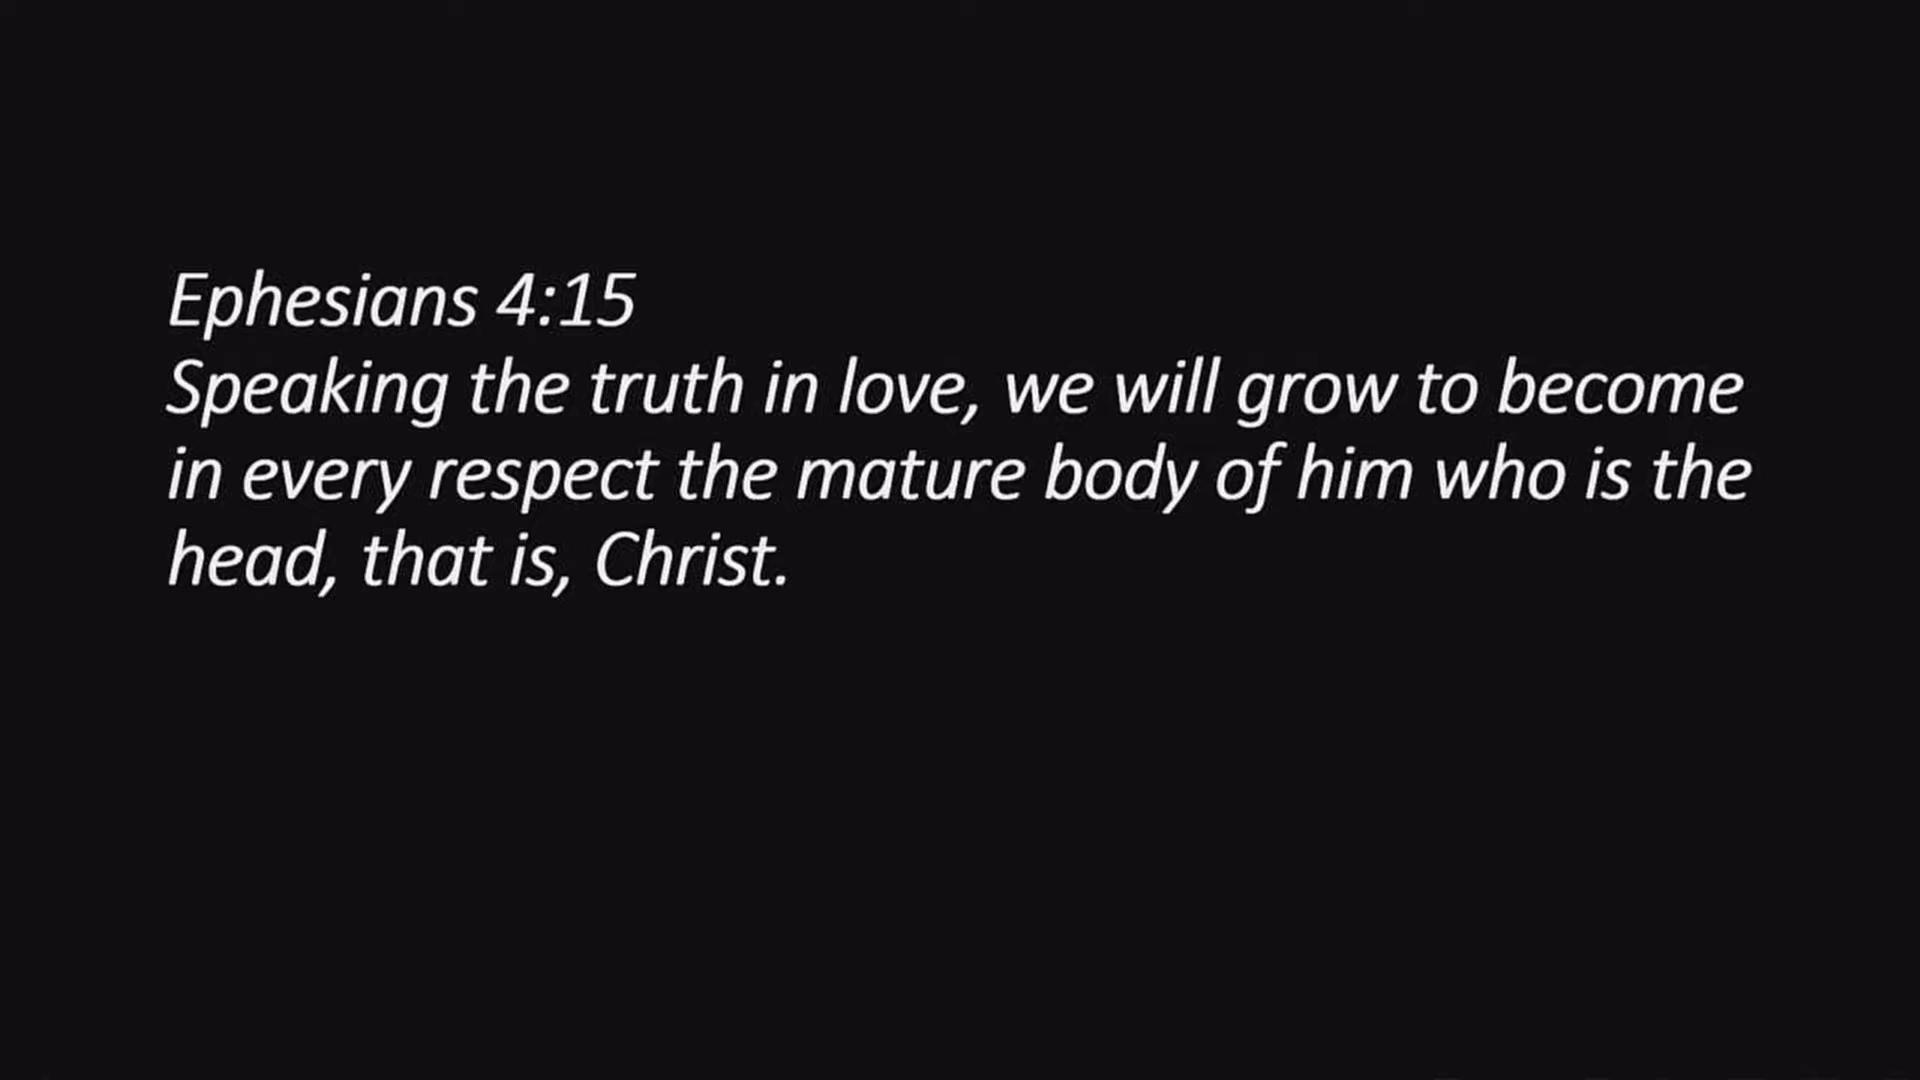 Ephesians 4:15
Speaking the truth in love, we will grow to become
in every respect the mature body of him who is the
head, that is, Christ.